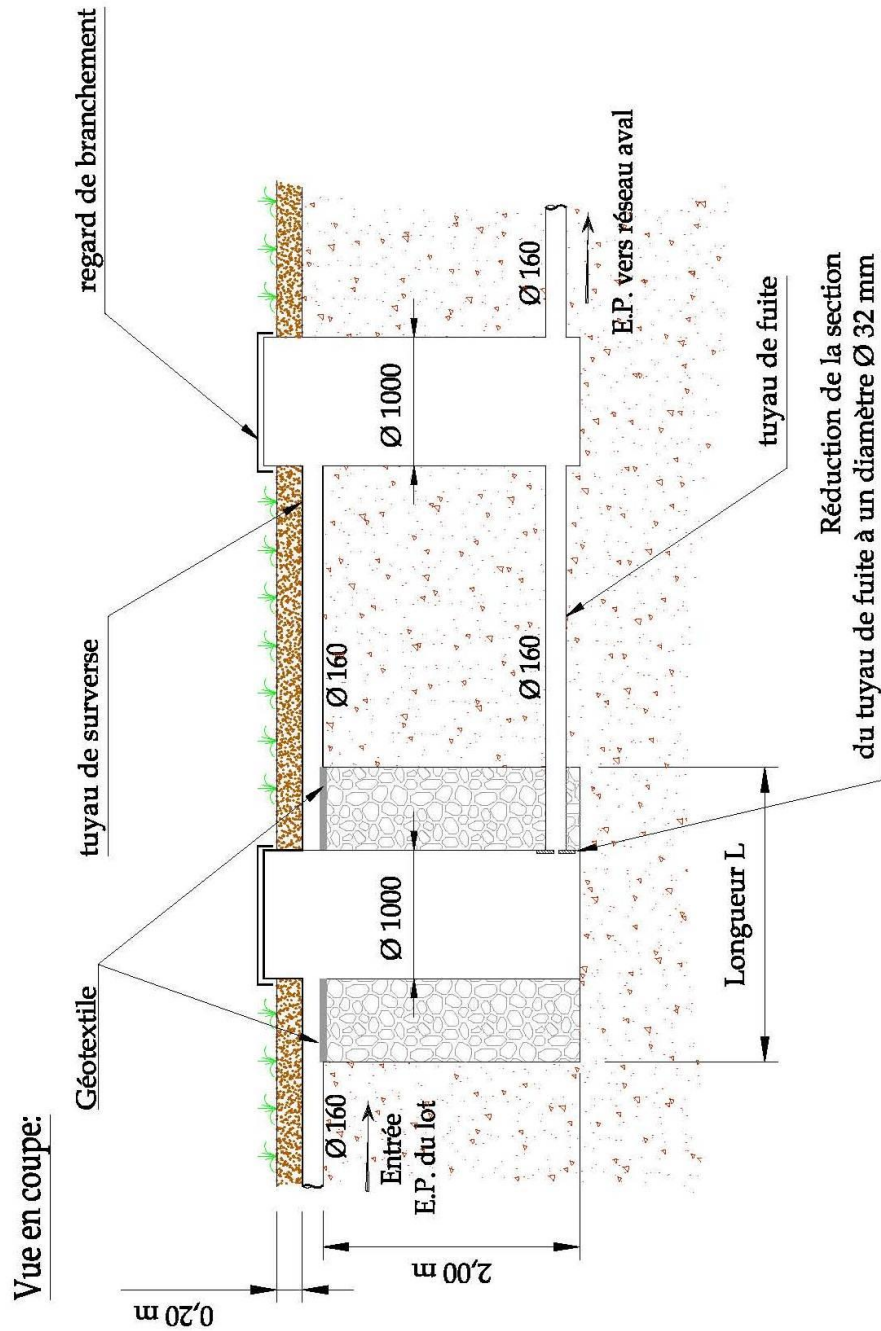 Vue en coupe:
Géotextile
tuyau de surverse
regard de branchement
0,20 m
Ø 160
Entrée
E.P. du lot
2,00 m
Ø 1000
Ø 160
Ø 160
Ø 1000
Ø 160
E.P. vers réseau aval
Longueur L
tuyau de fuite
Réduction de la section
du tuyau de fuite à un diamètre Ø 32 mm